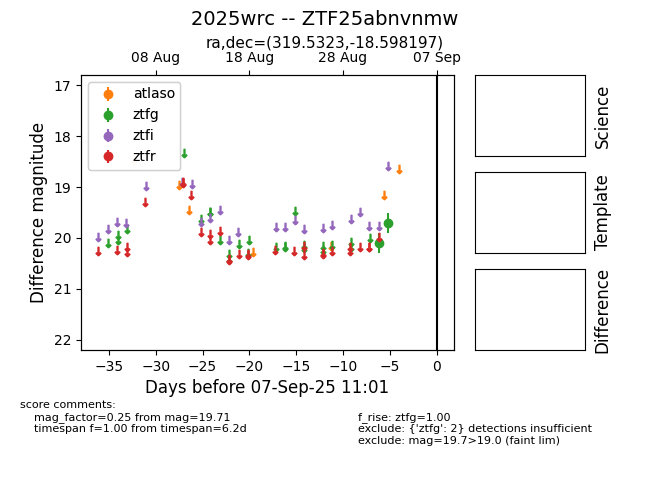 2025wrc -- ZTF25abnvnmw
ra,dec=(319.5323,-18.598197)
08 Aug 18 Aug 28 Aug 07 Sep
17
18
19
20
21
22
Difference magnitude
atlaso
ztfg
ztfi
ztfr
−35 −30 −25 −20 −15 −10 −5 0
Days before 07-Sep-25 11:01
Science
Template
Difference
score comments:
mag_factor=0.25 from mag=19.71
timespan f=1.00 from timespan=6.2d
f_rise: ztfg=1.00
exclude: {'ztfg': 2} detections insufficient
exclude: mag=19.7>19.0 (faint lim)